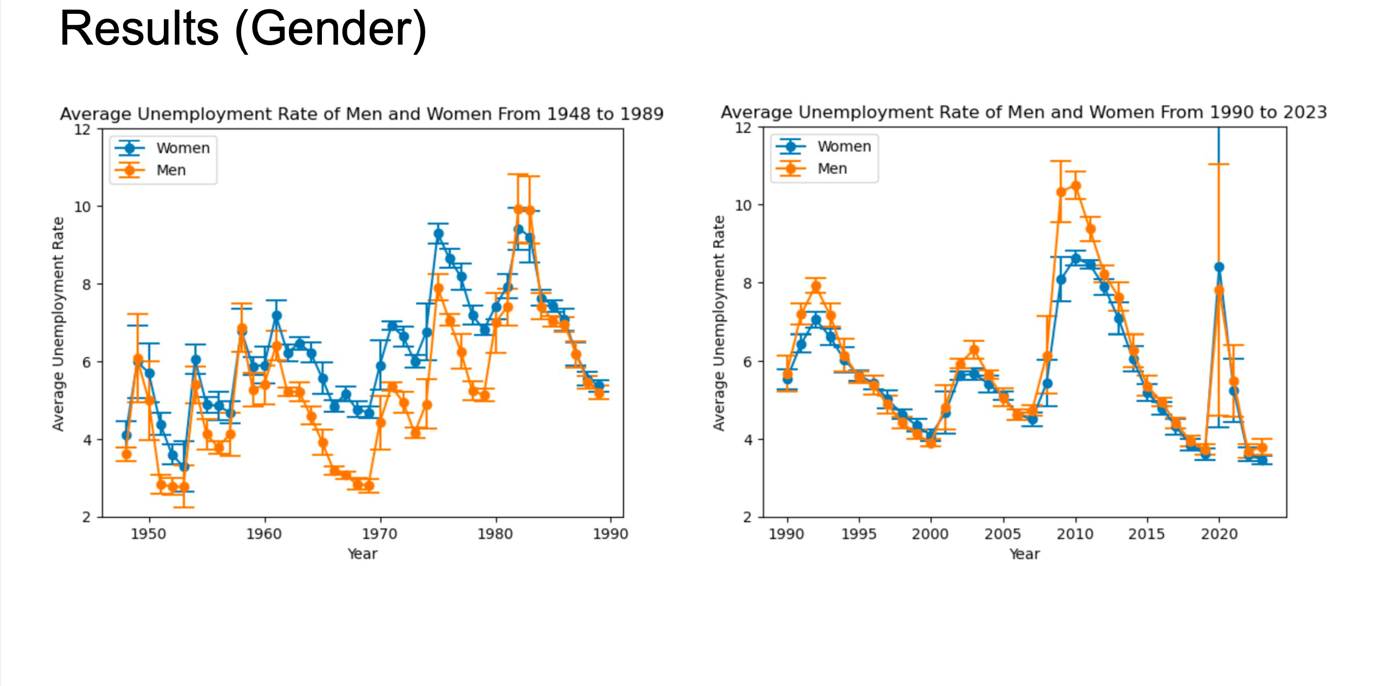 Results (Gender)
Average Unemployment Rate of Men and Women From 1948 to 1989
12
10
8
6
4
2
Average Unemployment Rate
Women
Men
1950 1960 1970 1980 1990
Year
Average Unemployment Rate of Men and Women From 1990 to 2023
12
10
8
6
4
2
Average Unemployment Rate
Women
Men
1990 1995 2000 2005 2010 2015 2020
Year